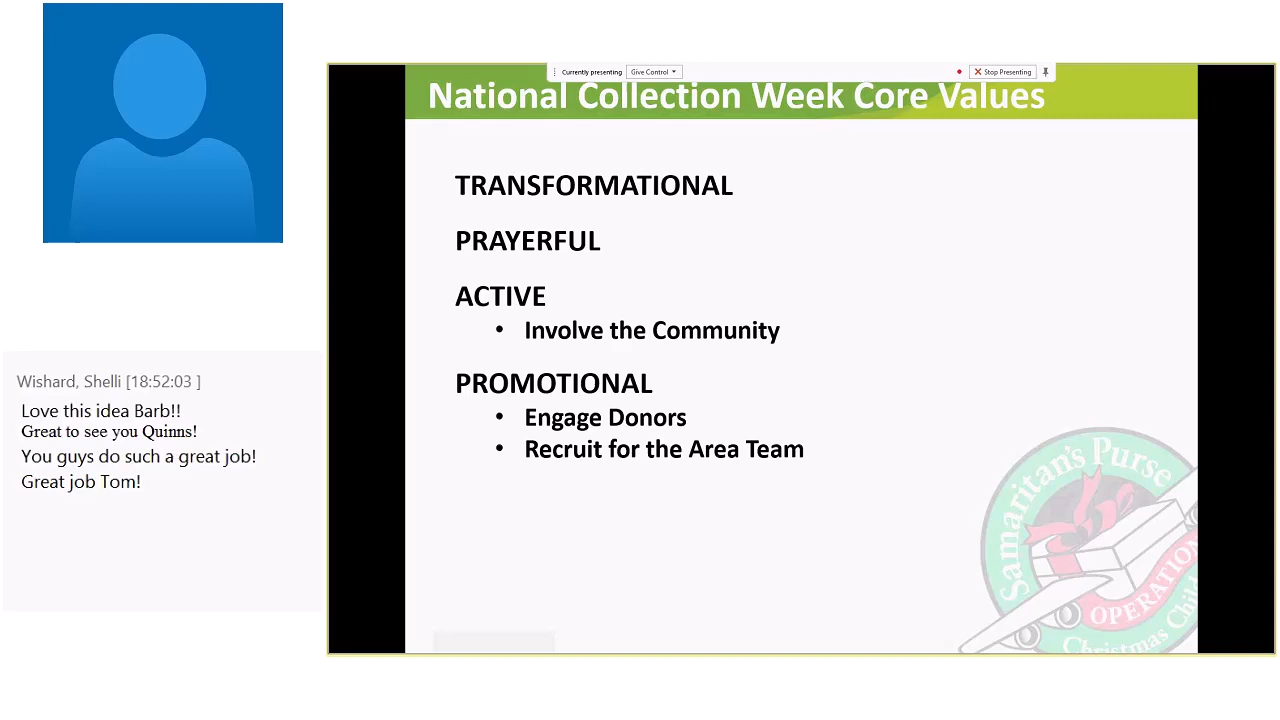 Currently presenting
Give Control
Stop Presenting
National Collection Week Core Values
TRANSFORMATIONAL
PRAYERFUL
ACTIVE
• Involve the Community
PROMOTIONAL
• Engage Donors
• Recruit for the Area Team
Samaritan's Purse
OPERATION
Christmas Child
Wishard, Shelli [18:52:03 ]
Love this idea Barb!!
Great to see you Quinns!
You guys do such a great job!
Great job Tom!